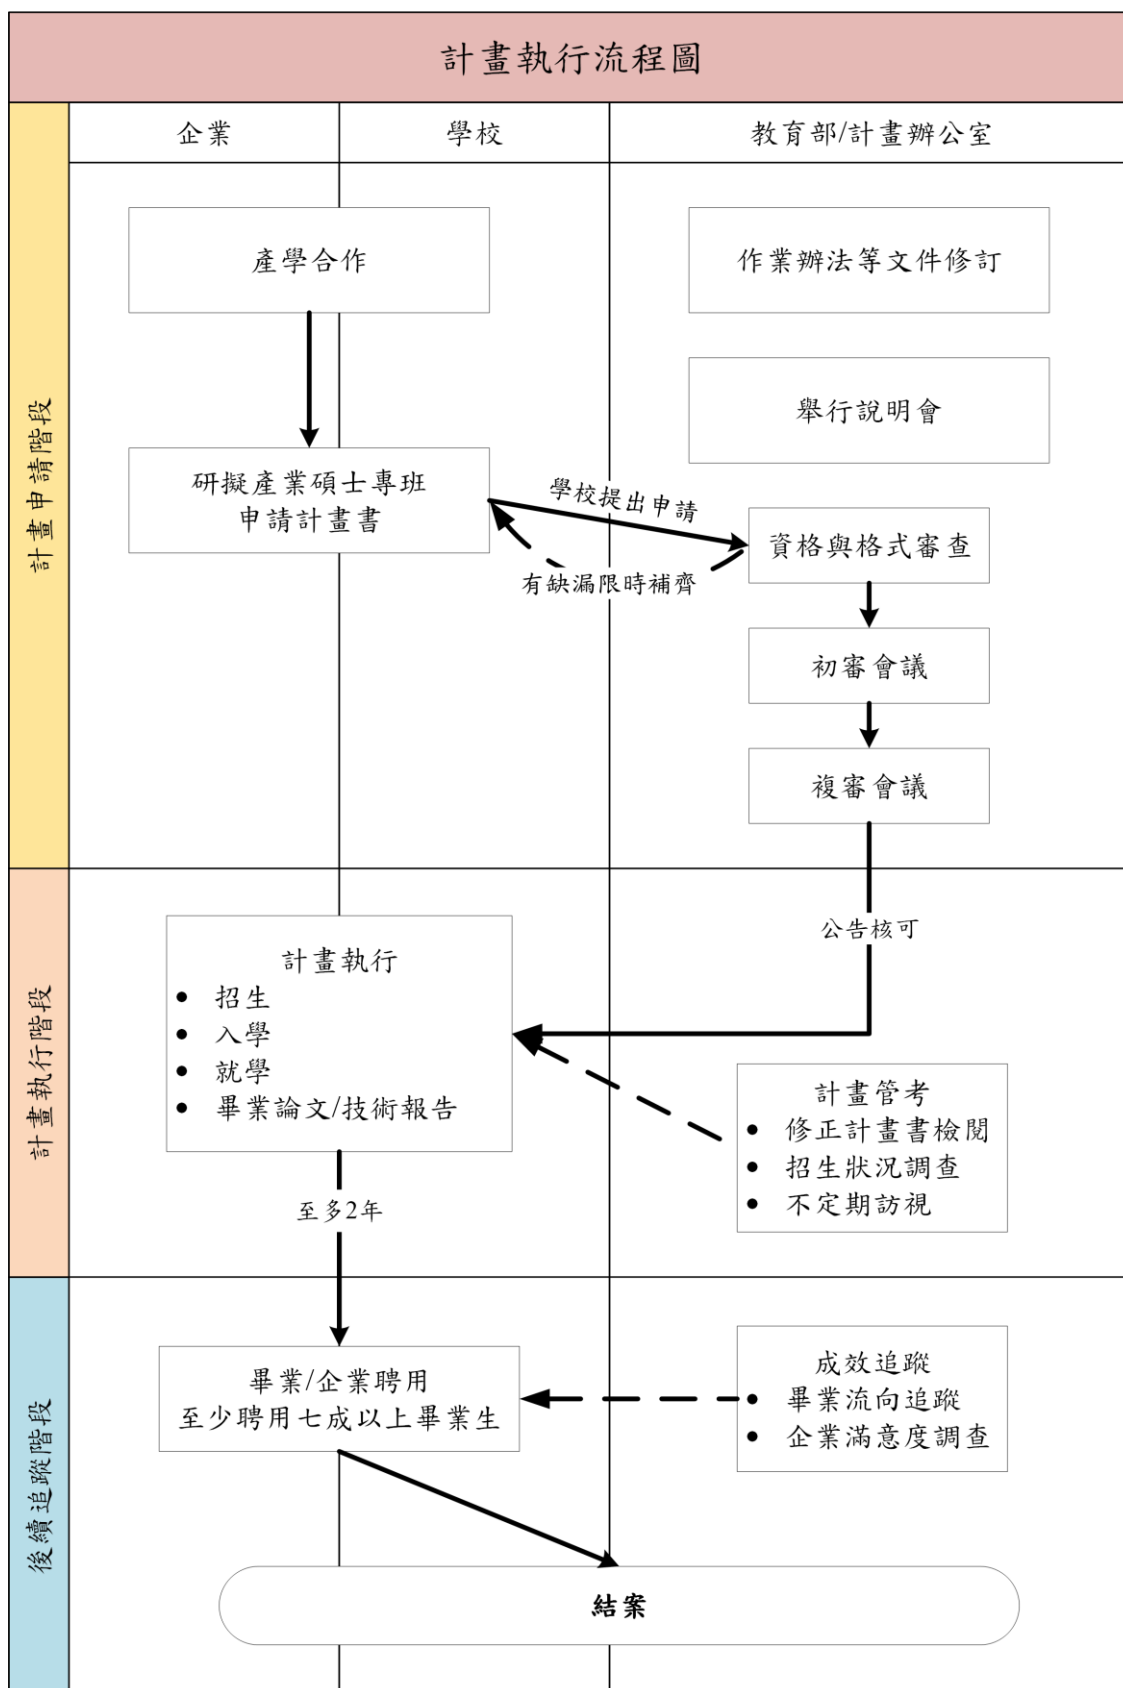 計畫執行流程圖
企業
學校
教育部/計畫辦公室
計畫申請階段
產學合作
作業辦法等文件修訂
舉行說明會
研擬產業碩士專班
申請計畫書
學校提出申請
資格與格式審查
有缺漏限時補齊
初審會議
複審會議
計畫執行階段
公告核可
計畫執行
• 招生
• 入學
• 就學
• 畢業論文/技術報告
計畫管考
• 修正計畫書檢閱
• 招生狀況調查
• 不定期訪視
至多2年
後續追蹤階段
畢業/企業聘用
至少聘用七成以上畢業生
成效追蹤
• 畢業流向追蹤
• 企業滿意度調查
結案